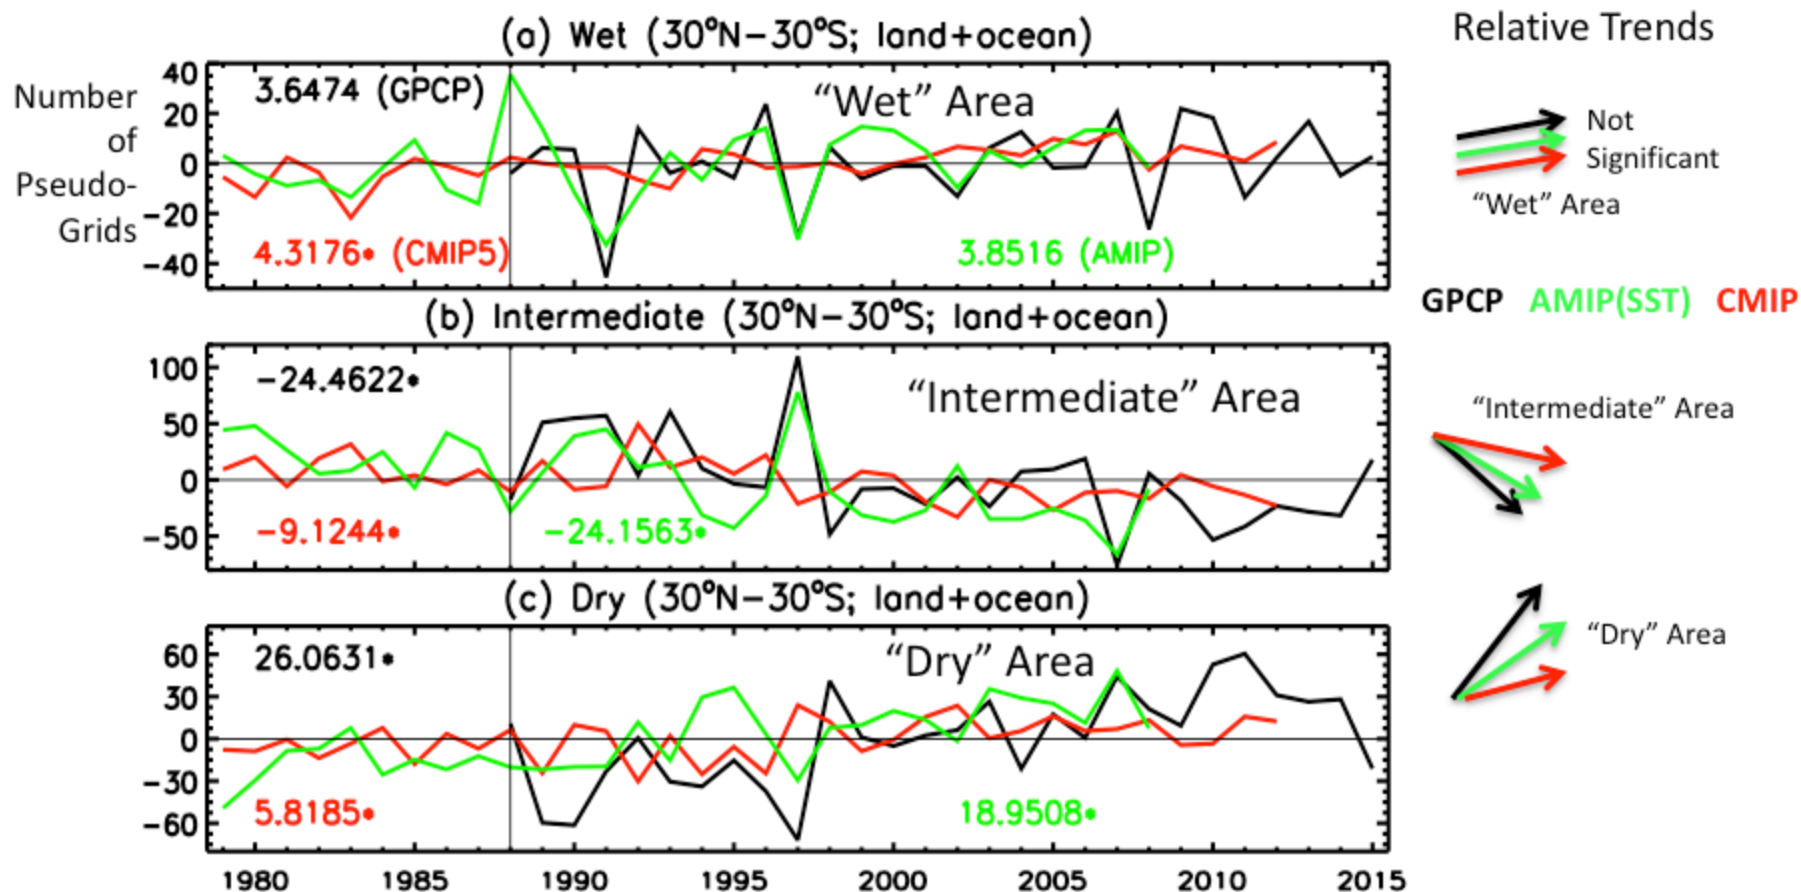 (a) Wet (30°N−30°S; land+ocean)
Relative Trends
Number
of
Pseudo-
Grids
40
20
0
−20
−40
3.6474 (GPCP)
“Wet” Area
4.3176* (CMIP5)
3.8516 (AMIP)
Not
Significant
“Wet” Area
GPCP AMIP(SST) CMIP
(b) Intermediate (30°N−30°S; land+ocean)
100
50
0
−50
−24.4622*
“Intermediate” Area
−9.1244*
−24.1563*
“Intermediate” Area
(c) Dry (30°N−30°S; land+ocean)
60
30
0
−30
−60
26.0631*
“Dry” Area
5.8185*
18.9508*
“Dry” Area
1980 1985 1990 1995 2000 2005 2010 2015